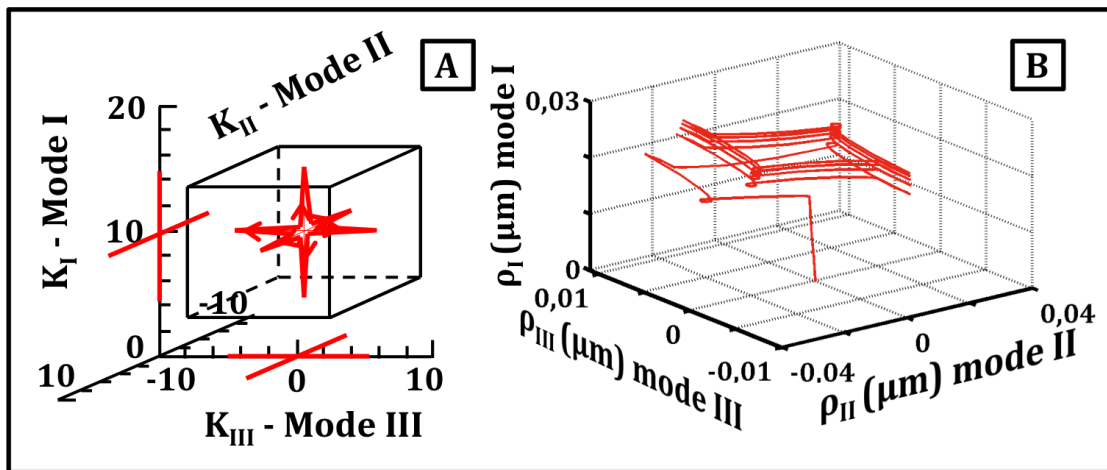 A
K_I - Mode I
K_II - Mode II
K_III - Mode III
20
10
0
10
-10
-10
0
10
B
ρ_I (μm) mode I
0,03
0
0,01
0
-0,01
ρ_III (μm) mode III
-0.04
0
0,04
ρ_II (μm) mode II